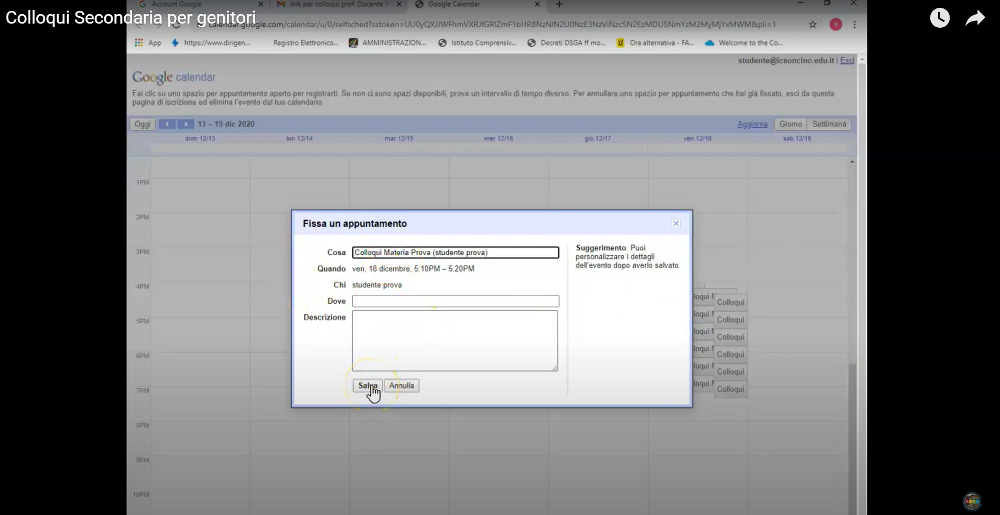 Colloqui Secondaria per genitori
Account Google
link per colloqui prof. Docente P
Google Calendar
calendar.google.com/calendar/u/0/selfsched?sstoken=
App
https://www.dirigen...
Registro Elettronico...
AMMINISTRAZION...
Istituto Comprensiv...
Decreti DSGA ff mo...
Ora alternativa - FA...
Welcome to the Co...
studente@icsoncino.edu.it | Esci
Google calendar
Fai clic su uno spazio per appuntamento aperto per registrarti. Se non ci sono spazi disponibili, prova un intervallo di tempo diverso. Per annullare uno spazio per appuntamento che hai già fissato, esci da questa
pagina di iscrizione ed elimina l'evento dal tuo calendario.
Oggi
13 – 19 dic 2020
Aggiorna
Giorno
Settimana
dom 12/13
lun 12/14
mar 12/15
mer 12/16
gio 12/17
ven 12/18
sab 12/19
1PM
2PM
3PM
4PM
5PM
6PM
7PM
8PM
9PM
10PM
Fissa un appuntamento
Cosa Colloqui Materia Prova (studente prova)
Quando ven, 18 dicembre, 5:10PM – 5:20PM
Chi studente prova
Dove
Descrizione
Salva
Annulla
Suggerimento: Puoi
personalizzare i dettagli
dell'evento dopo averlo salvato.
loqui M Colloqui
loqui M Colloqui
loqui M Colloqui
loqui M Colloqui
loqui M Colloqui
loqui M Colloqui